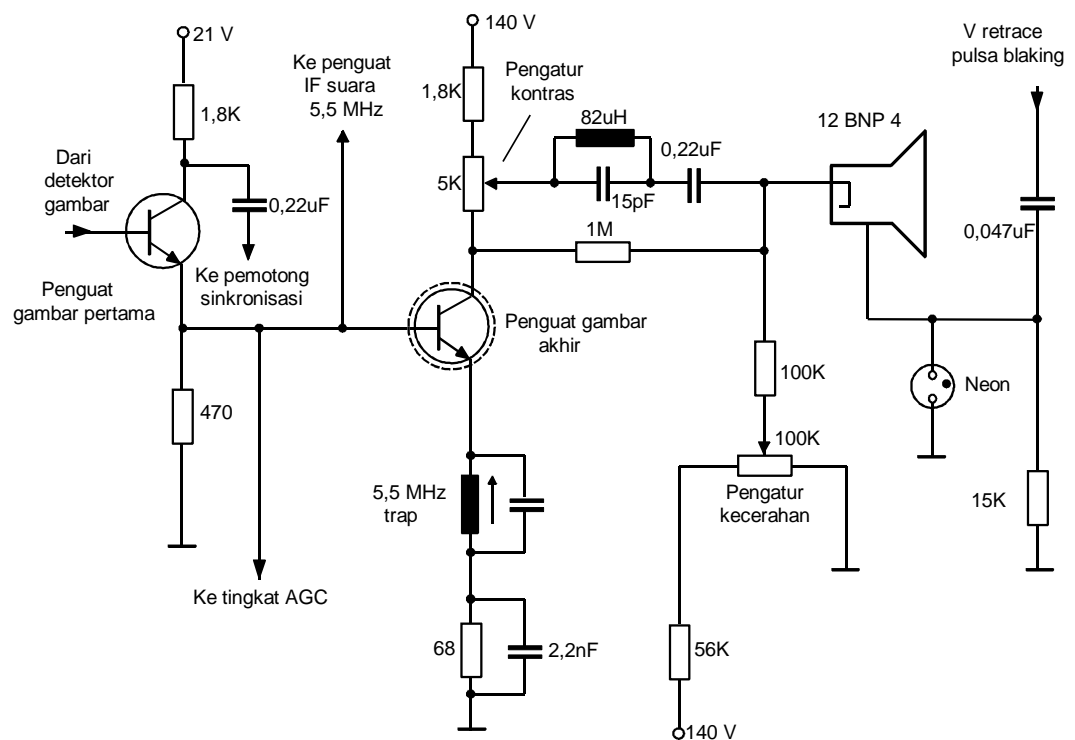 21 V
1,8K
Dari
detektor
gambar
0,22uF
Ke pemotong
sinkronisasi
Penguat
gambar pertama
470
Ke tingkat AGC
Ke penguat
IF suara
5,5 MHz
140 V
1,8K
Pengatur
kontras
5K
82uH
15pF
0,22uF
1M
Penguat gambar
akhir
5,5 MHz
trap
68
2,2nF
12 BNP 4
V retrace
pulsa blaking
0,047uF
Neon
100K
100K
Pengatur
kecerahan
15K
56K
140 V